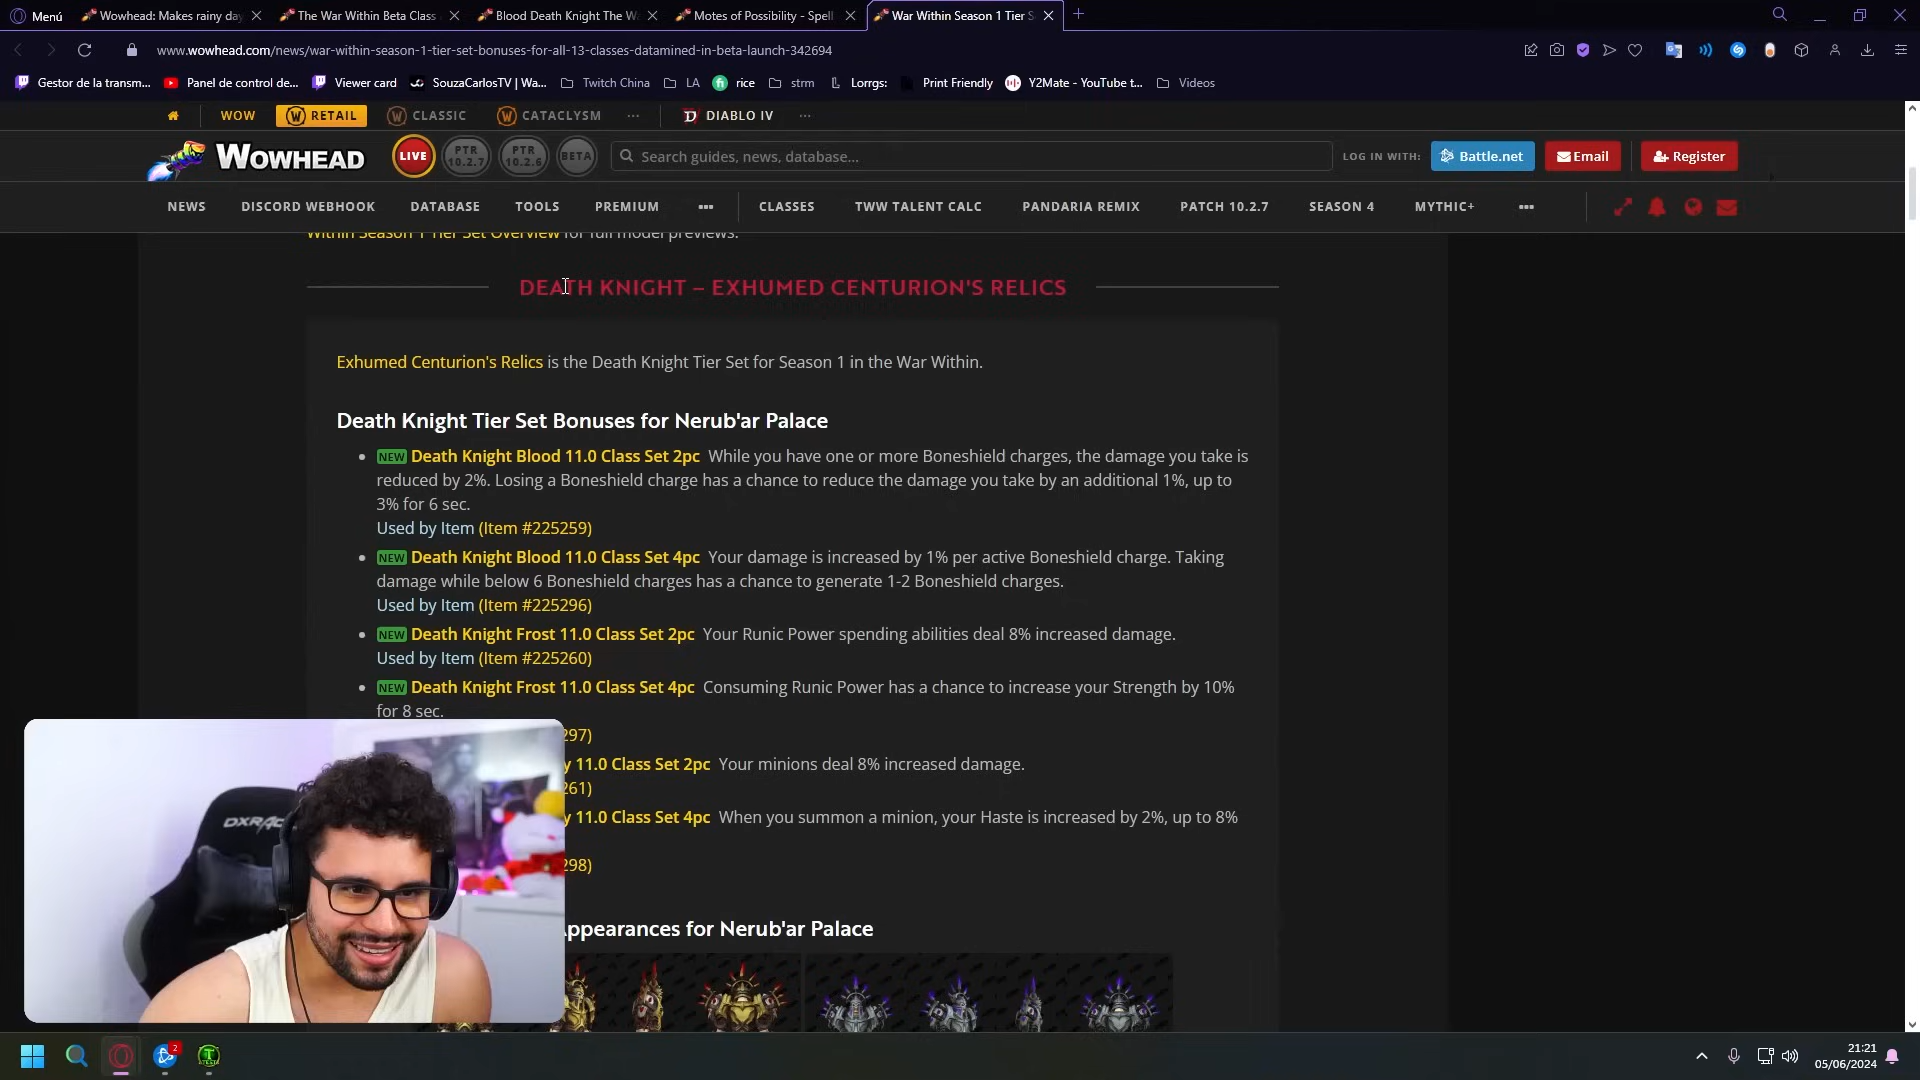 Menú
Wowhead: Makes rainy day
The War Within Beta Class
Blood Death Knight The W
Motes of Possibility - Spell
War Within Season 1 Tier S
www.wowhead.com/news/war-within-season-1-tier-set-bonuses-for-all-13-classes-datamined-in-beta-launch-342694
Gestor de la transm...
Panel de control de...
Viewer card
SouzaCarlosTV | Wa...
Twitch China
LA
rice
strm
Lorrgs:
Print Friendly
Y2Mate - YouTube t...
Videos
WOW
RETAIL
CLASSIC
CATACLYSM
DIABLO IV
WOWHEAD
LIVE
PTR 10.2.7
PTR 10.2.6
BETA
Search guides, news, database...
LOG IN WITH:
Battle.net
Email
Register
NEWS
DISCORD WEBHOOK
DATABASE
TOOLS
PREMIUM
CLASSES
TWW TALENT CALC
PANDARIA REMIX
PATCH 10.2.7
SEASON 4
MYTHIC+
Within Season 1 Tier Set Overview for full model previews.
DEATH KNIGHT – EXHUMED CENTURION'S RELICS
Exhumed Centurion's Relics is the Death Knight Tier Set for Season 1 in the War Within.
Death Knight Tier Set Bonuses for Nerub'ar Palace
NEW Death Knight Blood 11.0 Class Set 2pc While you have one or more Boneshield charges, the damage you take is
reduced by 2%. Losing a Boneshield charge has a chance to reduce the damage you take by an additional 1%, up to
3% for 6 sec.
Used by Item (Item #225259)
NEW Death Knight Blood 11.0 Class Set 4pc Your damage is increased by 1% per active Boneshield charge. Taking
damage while below 6 Boneshield charges has a chance to generate 1-2 Boneshield charges.
Used by Item (Item #225296)
NEW Death Knight Frost 11.0 Class Set 2pc Your Runic Power spending abilities deal 8% increased damage.
Used by Item (Item #225260)
NEW Death Knight Frost 11.0 Class Set 4pc Consuming Runic Power has a chance to increase your Strength by 10%
for 8 sec.
297)
y 11.0 Class Set 2pc Your minions deal 8% increased damage.
261)
y 11.0 Class Set 4pc When you summon a minion, your Haste is increased by 2%, up to 8%
298)
Appearances for Nerub'ar Palace
DXRAC
2
21:21
05/06/2024